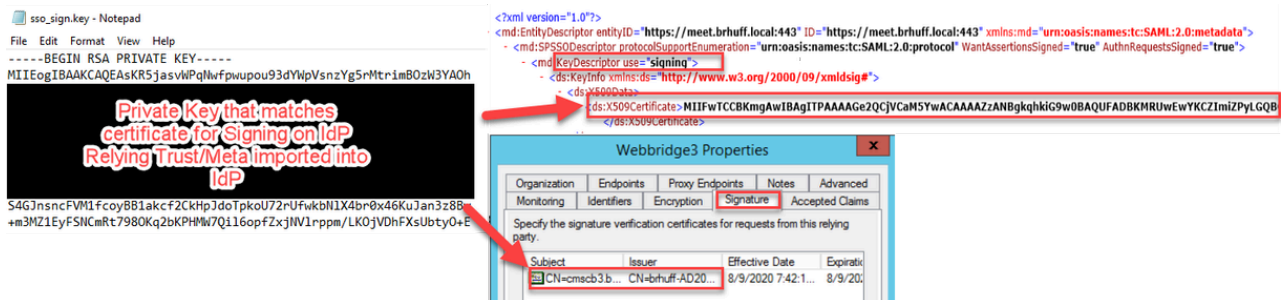 sso_sign.key - Notepad
File Edit Format View Help
-----BEGIN RSA PRIVATE KEY-----
MIIEogIBAAKCAQEAsKR5jasvWPqNwfpwupou93dYWpVsnzYg5rMtrimBOzW3YAOh
Private Key that matches
certificate for Signing on IdP
Relying Trust/Meta imported into
IdP
S4GJnsncFVM1fcoyBB1akcf2CkHpJdoTpkoU72rUfwkbNlX4br0x46KuJan3z8B
+m3MZ1EyFSNCmRt798OKq2bKPHMW7Qil6opfZxjNVlrppm/LKOjVDhFXsUbtyO+E
<?xml version="1.0"?>
<md:EntityDescriptor entityID="https://meet.brhuff.local:443" ID="https://meet.brhuff.local:443" xmlns:md="urn:oasis:names:tc:SAML:2.0:metadata">
- <md:SPSSODescriptor protocolSupportEnumeration="urn:oasis:names:tc:SAML:2.0:protocol" WantAssertionsSigned="true" AuthnRequestsSigned="true">
- <md:KeyDescriptor use="signing">
- <ds:KeyInfo xmlns:ds="http://www.w3.org/2000/09/xmldsig#">
- <ds:X509Data>
<ds:X509Certificate>MIIFwTCCBKmgAwIBAgITPAAAAGe2QCjVCaM5YwACAAAAZzANBgkqhkiG9w0BAQUFADBKMRUwEwYKCZImiZPyLGQB
</ds:X509Certificate>
Webbridge3 Properties
x
Organization Endpoints Proxy Endpoints Notes Advanced
Monitoring Identifiers Encryption Signature Accepted Claims
Specify the signature verification certificates for requests from this relying
party.
Subject Issuer Effective Date Expiratic
CN=cmscb3.b... CN=brhuff-AD20... 8/9/2020 7:42:1... 8/9/202